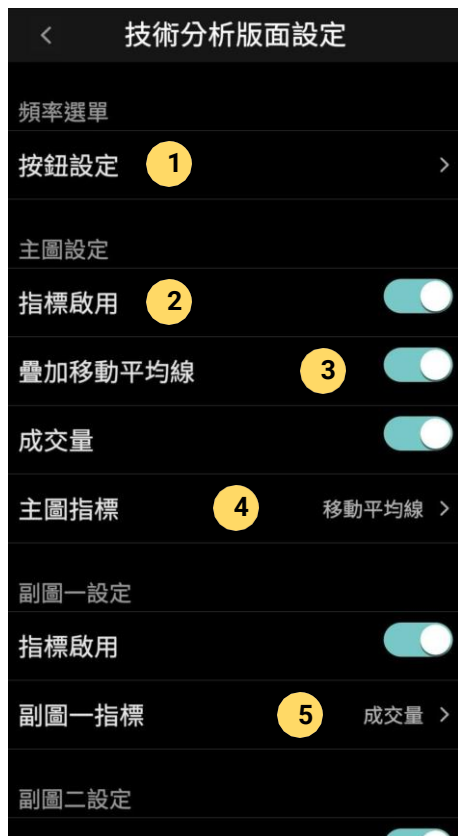 技術分析版面設定
頻率選單
按鈕設定 1
主圖設定
指標啟用 2
疊加移動平均線 3
成交量
主圖指標 4 移動平均線
副圖一設定
指標啟用
副圖一指標 5 成交量
副圖二設定